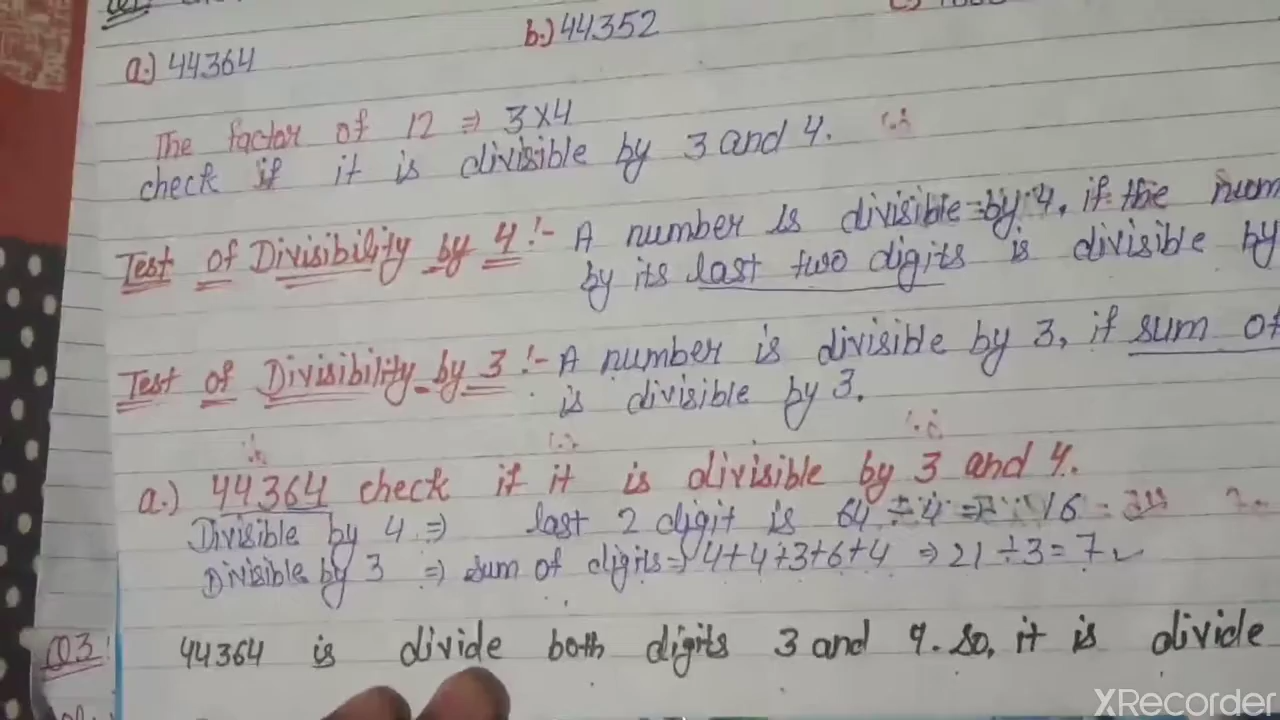 a.) 44364
b.) 44352
The factor of 12 ⇒ 3×4
check if it is divisible by 3 and 4.
Test of Divisibility by 4 :- A number is divisible by 4, if the num
by its last two digits is divisible by
Test of Divisibility by 3 :- A number is divisible by 3, if sum of
is divisible by 3.
a.) 44364 check if it is divisible by 3 and 4.
Divisible by 4 ⇒ last 2 digit is 64 ÷ 4 ⇒ 16
Divisible by 3 ⇒ sum of digits ⇒ 4+4+3+6+4 ⇒ 21 ÷ 3 = 7 ✓
Q3
44364 is divide both digits 3 and 4. So, it is divide
XRecorder